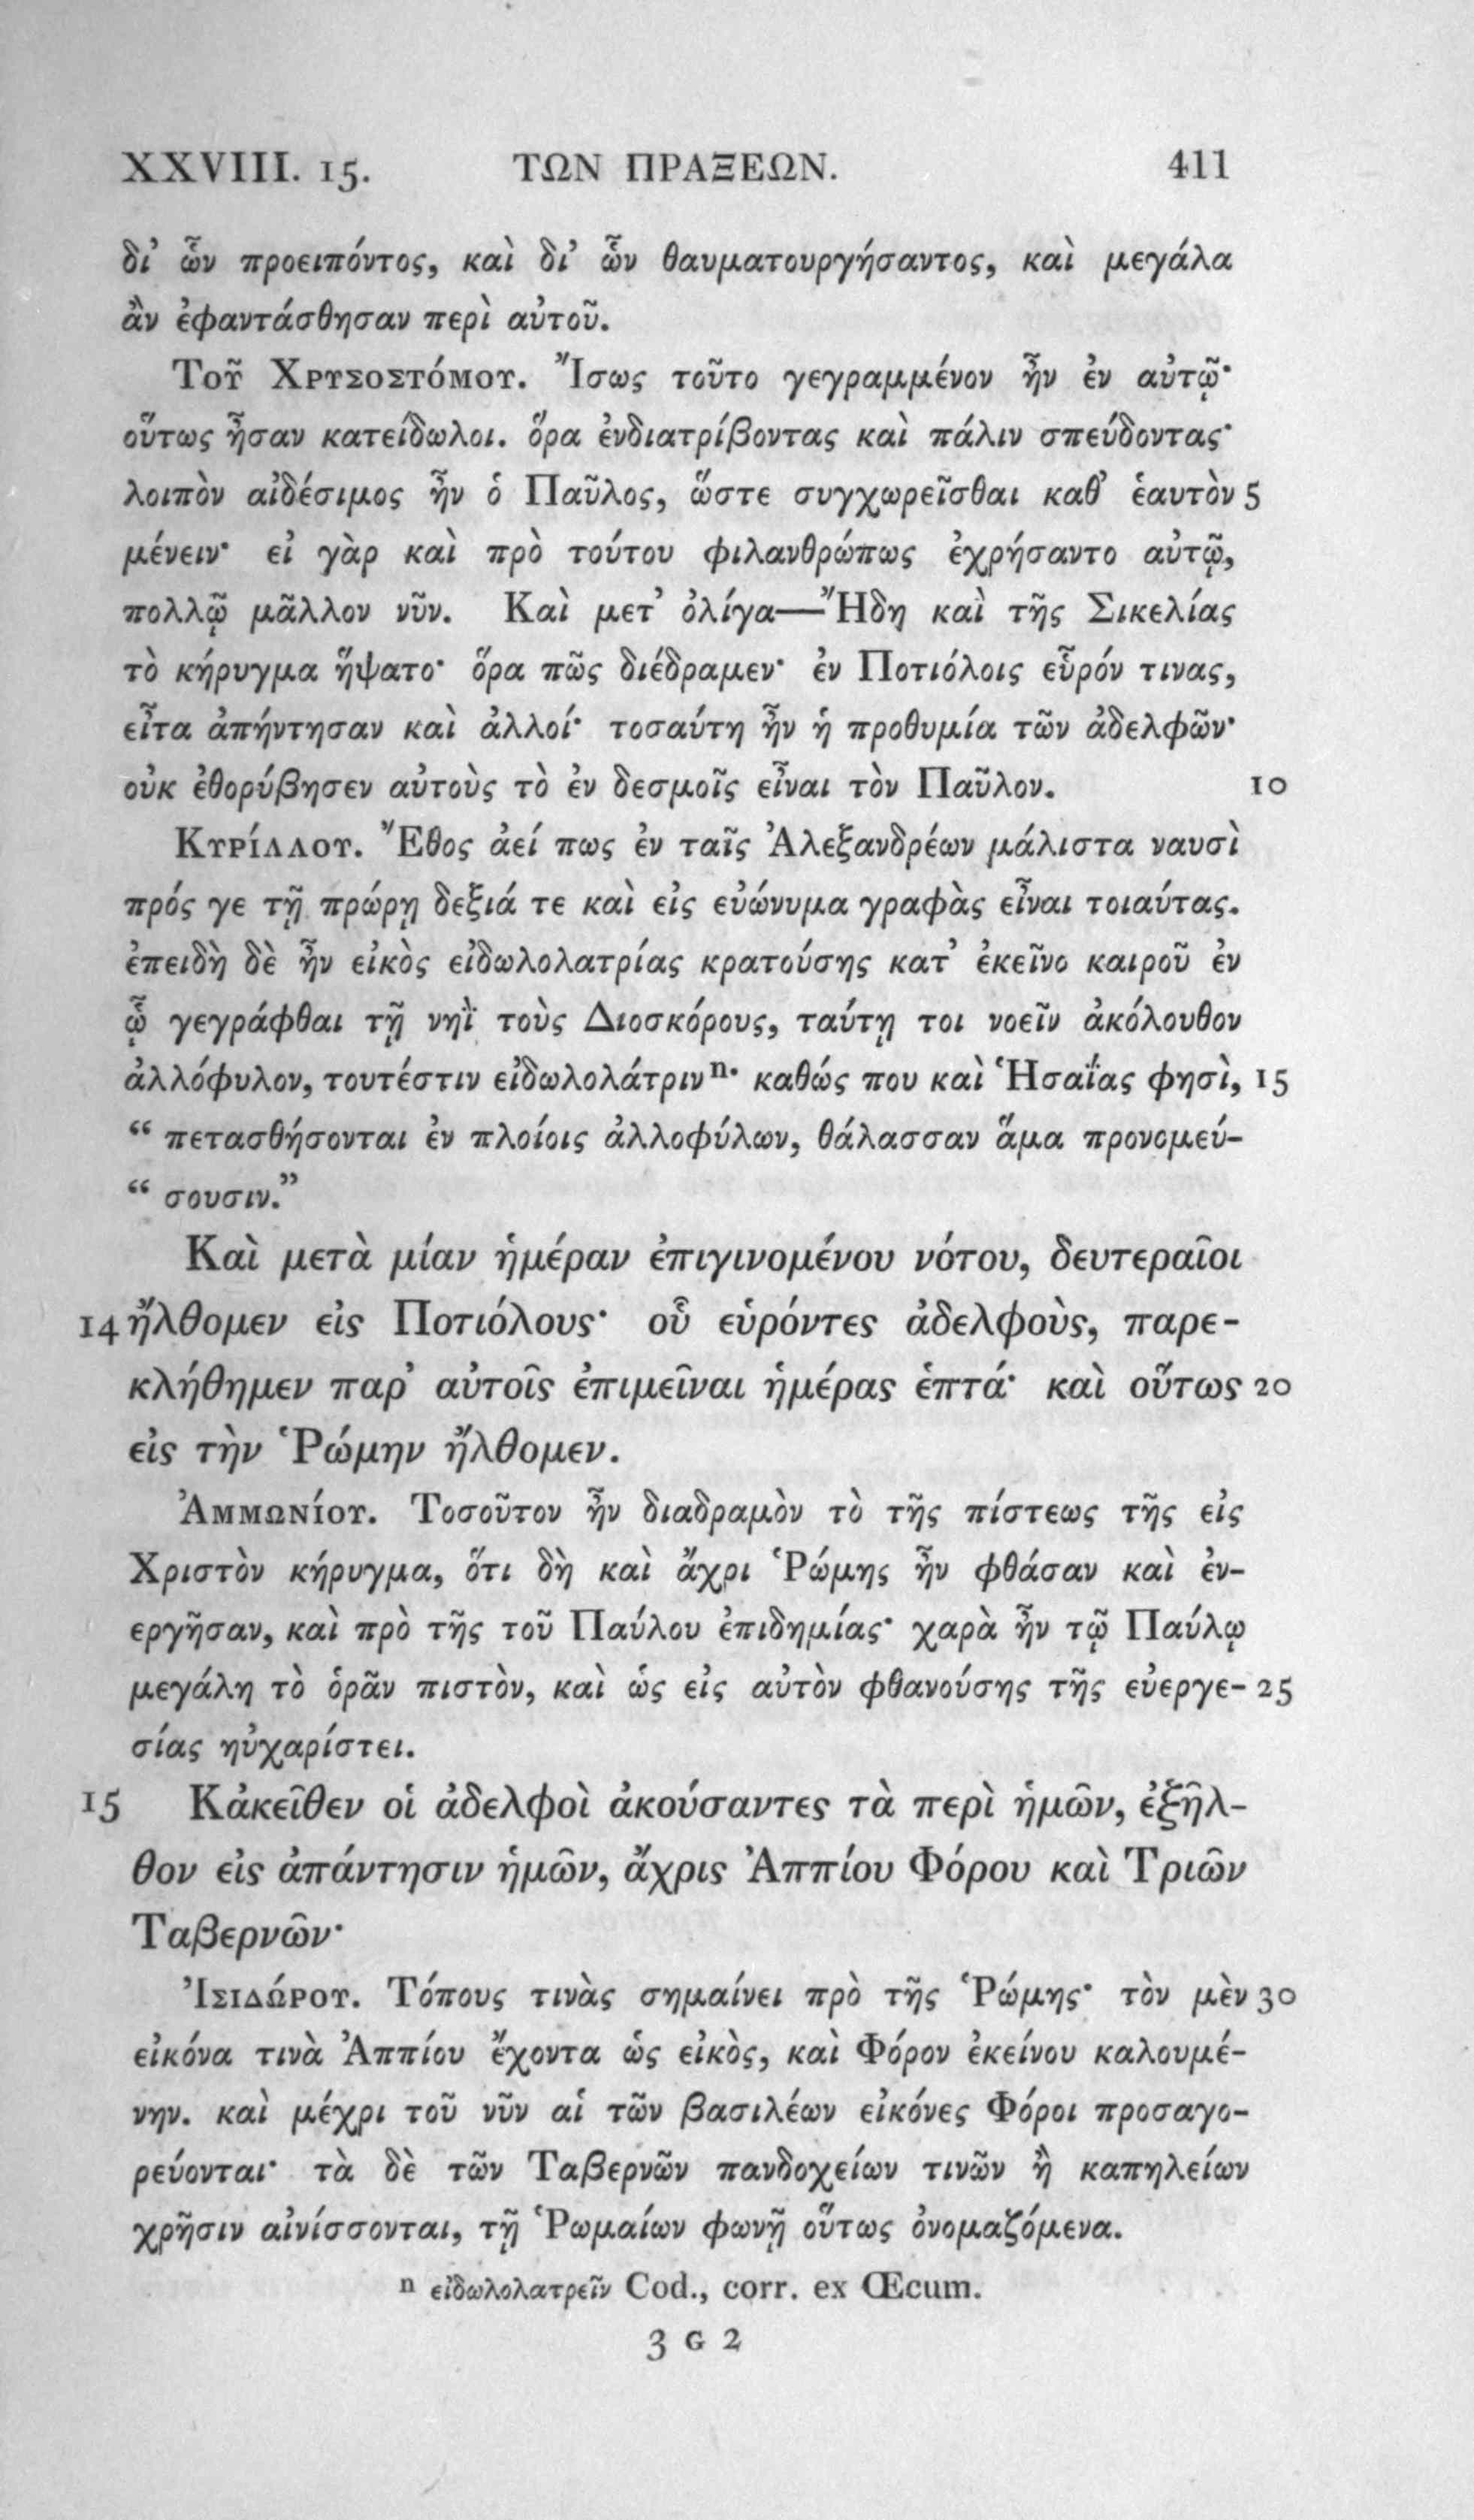 XXVIII. 15. ΤΩΝ ΠΡΑΞΕΩΝ. 411
δι’ ὧν προειπόντος, καὶ δι’ ὧν θαυματουργήσαντος, καὶ μεγάλα
ἂν ἐφαντάσθησαν περὶ αὐτοῦ.
Τοῦ Χρυσοστόμου. Ἴσως τοῦτο γεγραμμένον ἦν ἐν αὐτῷ·
οὕτως ἦσαν κατείδωλοι. ὅρα ἐνδιατρίβοντας καὶ πάλιν σπεύδοντας·
λοιπὸν αἰδέσιμος ἦν ὁ Παῦλος, ὥστε συγχωρεῖσθαι καθ’ ἑαυτὸν 5
μένειν· εἰ γὰρ καὶ πρὸ τούτου φιλανθρώπως ἐχρήσαντο αὐτῷ,
πολλῷ μᾶλλον νῦν. Καὶ μετ’ ὀλίγα—Ἤδη καὶ τῆς Σικελίας
τὸ κήρυγμα ἥψατο· ὅρα πῶς διέδραμεν· ἐν Ποτιόλοις εὗρόν τινας,
εἶτα ἀπήντησαν καὶ ἀλλοί· τοσαύτη ἦν ἡ προθυμία τῶν ἀδελφῶν·
οὐκ ἐθορύβησεν αὐτοὺς τὸ ἐν δεσμοῖς εἶναι τὸν Παῦλον. 10
Κυρίλλου. Ἔθος ἀεί πως ἐν ταῖς Ἀλεξανδρέων μάλιστα ναυσὶ
πρός γε τῇ πρώρῃ δεξιά τε καὶ εἰς εὐώνυμα γραφὰς εἶναι τοιαύτας.
ἐπειδὴ δὲ ἦν εἰκὸς εἰδωλολατρίας κρατούσης κατ’ ἐκεῖνο καιροῦ ἐν
ᾧ γεγράφθαι τῇ νηῒ τοὺς Διοσκόρους, ταύτῃ τοι νοεῖν ἀκόλουθον
ἀλλόφυλον, τουτέστιν εἰδωλολάτριν n· καθώς που καὶ Ἡσαΐας φησὶ, 15
“ πετασθήσονται ἐν πλοίοις ἀλλοφύλων, θάλασσαν ἅμα προνομεύ-
“ σουσιν.”
Καὶ μετὰ μίαν ἡμέραν ἐπιγινομένου νότου, δευτεραῖοι
14 ἤλθομεν εἰς Ποτιόλους· οὗ εὑρόντες ἀδελφοὺς, παρε-
κλήθημεν παρ’ αὐτοῖς ἐπιμεῖναι ἡμέρας ἑπτά· καὶ οὕτως 20
εἰς τὴν Ῥώμην ἤλθομεν.
Ἀμμωνίου. Τοσοῦτον ἦν διαδραμὸν τὸ τῆς πίστεως τῆς εἰς
Χριστὸν κήρυγμα, ὅτι δὴ καὶ ἄχρι Ῥώμης ἦν φθάσαν καὶ ἐν-
εργῆσαν, καὶ πρὸ τῆς τοῦ Παύλου ἐπιδημίας· χαρὰ ἦν τῷ Παύλῳ
μεγάλη τὸ ὁρᾶν πιστὸν, καὶ ὡς εἰς αὐτὸν φθανούσης τῆς εὐεργε- 25
σίας ηὐχαρίστει.
15 Κἀκεῖθεν οἱ ἀδελφοὶ ἀκούσαντες τὰ περὶ ἡμῶν, ἐξῆλ-
θον εἰς ἀπάντησιν ἡμῶν, ἄχρις Ἀππίου Φόρου καὶ Τριῶν
Ταβερνῶν·
Ἰσιδώρου. Τόπους τινὰς σημαίνει πρὸ τῆς Ῥώμης· τὸν μὲν 30
εἰκόνα τινὰ Ἀππίου ἔχοντα ὡς εἰκὸς, καὶ Φόρον ἐκείνου καλουμέ-
νην. καὶ μέχρι τοῦ νῦν αἱ τῶν βασιλέων εἰκόνες Φόροι προσαγο-
ρεύονται· τὰ δὲ τῶν Ταβερνῶν πανδοχείων τινῶν ἢ καπηλείων
χρῆσιν αἰνίσσονται, τῇ Ῥωμαίων φωνῇ οὕτως ὀνομαζόμενα.
n εἰδωλολατρεῖν Cod., corr. ex Œcum.
3 G 2